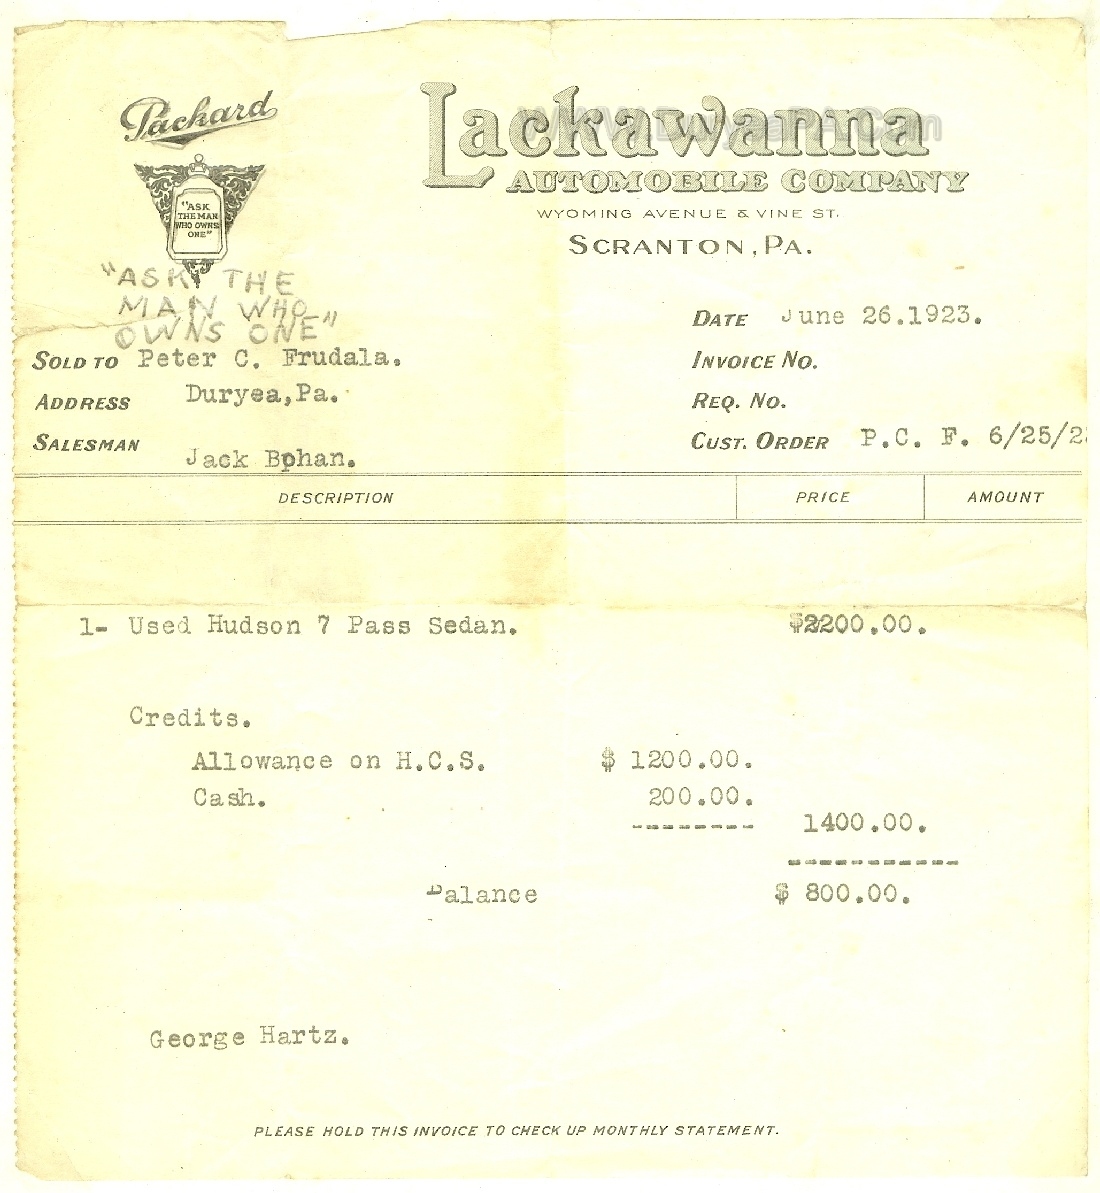 Packard
"ASK
THE MAN
WHO OWNS
ONE"
Lackawanna
AUTOMOBILE COMPANY
WYOMING AVENUE & VINE ST.
SCRANTON, PA.
"ASK THE
MAN WHO
OWNS ONE"
DATE June 26.1923.
SOLD TO Peter C. Frudala.
INVOICE NO.
ADDRESS Duryea,Pa.
REQ. NO.
SALESMAN Jack Bphan.
CUST. ORDER P.C. F. 6/25/23
DESCRIPTION PRICE AMOUNT
1- Used Hudson 7 Pass Sedan. $2200.00.
Credits.
Allowance on H.C.S. $ 1200.00.
Cash. 200.00.
-------- 1400.00.
-----------
Balance $ 800.00.
George Hartz.
PLEASE HOLD THIS INVOICE TO CHECK UP MONTHLY STATEMENT.